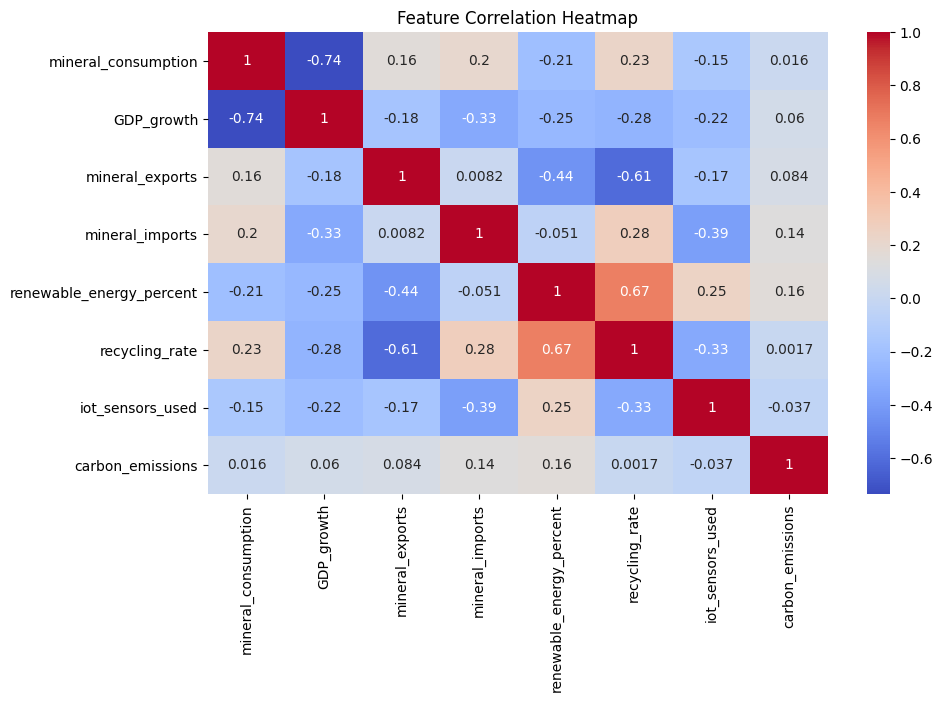 Feature Correlation Heatmap
mineral_consumption 1 -0.74 0.16 0.2 -0.21 0.23 -0.15 0.016
GDP_growth -0.74 1 -0.18 -0.33 -0.25 -0.28 -0.22 0.06
mineral_exports 0.16 -0.18 1 0.0082 -0.44 -0.61 -0.17 0.084
mineral_imports 0.2 -0.33 0.0082 1 -0.051 0.28 -0.39 0.14
renewable_energy_percent -0.21 -0.25 -0.44 -0.051 1 0.67 0.25 0.16
recycling_rate 0.23 -0.28 -0.61 0.28 0.67 1 -0.33 0.0017
iot_sensors_used -0.15 -0.22 -0.17 -0.39 0.25 -0.33 1 -0.037
carbon_emissions 0.016 0.06 0.084 0.14 0.16 0.0017 -0.037 1
mineral_consumption
GDP_growth
mineral_exports
mineral_imports
renewable_energy_percent
recycling_rate
iot_sensors_used
carbon_emissions
1.0
0.8
0.6
0.4
0.2
0.0
−0.2
−0.4
−0.6